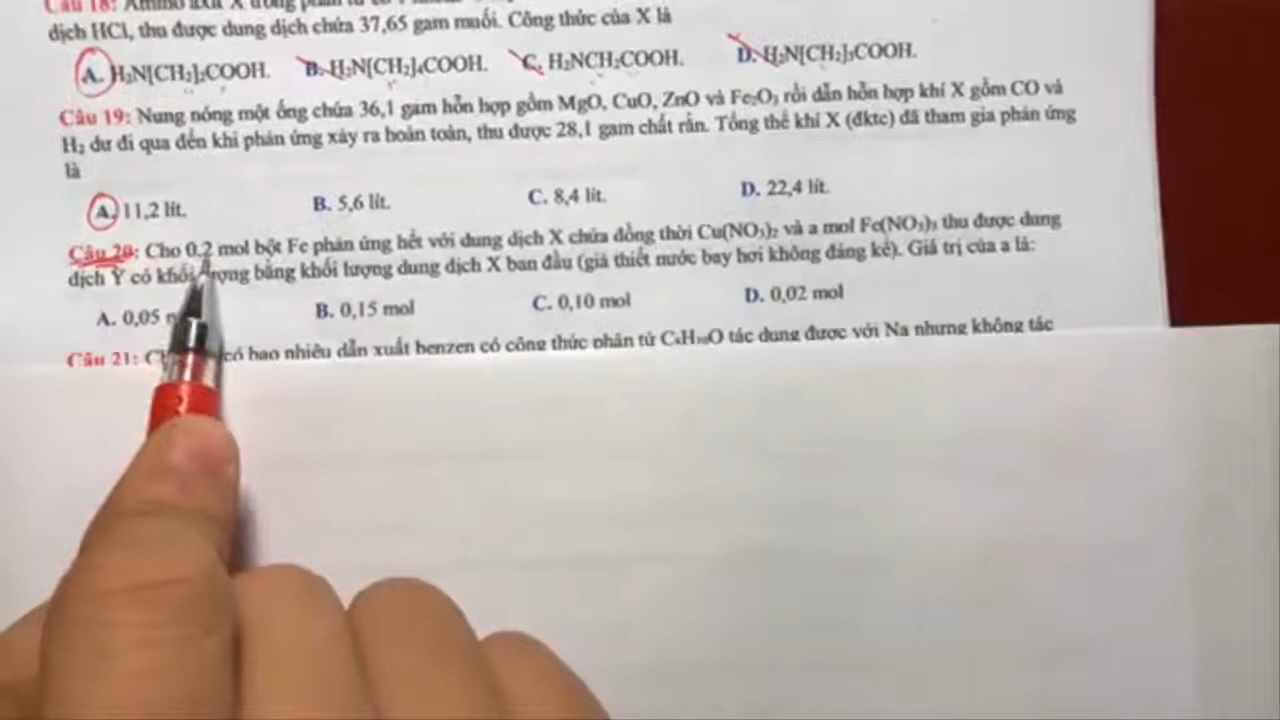 Câu 18: Amino axit X trong phân tử có
dịch HCl, thu được dung dịch chứa 37,65 gam muối. Công thức của X là
A. H₂N[CH₂]₂COOH. B. H₂N[CH₂]₄COOH. C. H₂NCH₂COOH. D. H₂N[CH₂]₃COOH.
Câu 19: Nung nóng một ống chứa 36,1 gam hỗn hợp gồm MgO, CuO, ZnO và Fe₂O₃ rồi dẫn hỗn hợp khí X gồm CO và
H₂ dư đi qua đến khi phản ứng xảy ra hoàn toàn, thu được 28,1 gam chất rắn. Tổng thể khí X (đktc) đã tham gia phản ứng
là
A. 11,2 lít. B. 5,6 lít. C. 8,4 lít. D. 22,4 lít.
Câu 20: Cho 0.2 mol bột Fe phản ứng hết với dung dịch X chứa đồng thời Cu(NO₃)₂ và a mol Fe(NO₃)₃ thu được dung
dịch Y có khối lượng bằng khối lượng dung dịch X ban đầu (giả thiết nước bay hơi không đáng kể). Giá trị của a là:
A. 0,05 B. 0,15 mol C. 0,10 mol D. 0,02 mol
Câu 21: có bao nhiêu dẫn xuất benzen có công thức phân tử tác dụng được với Na nhưng không tác